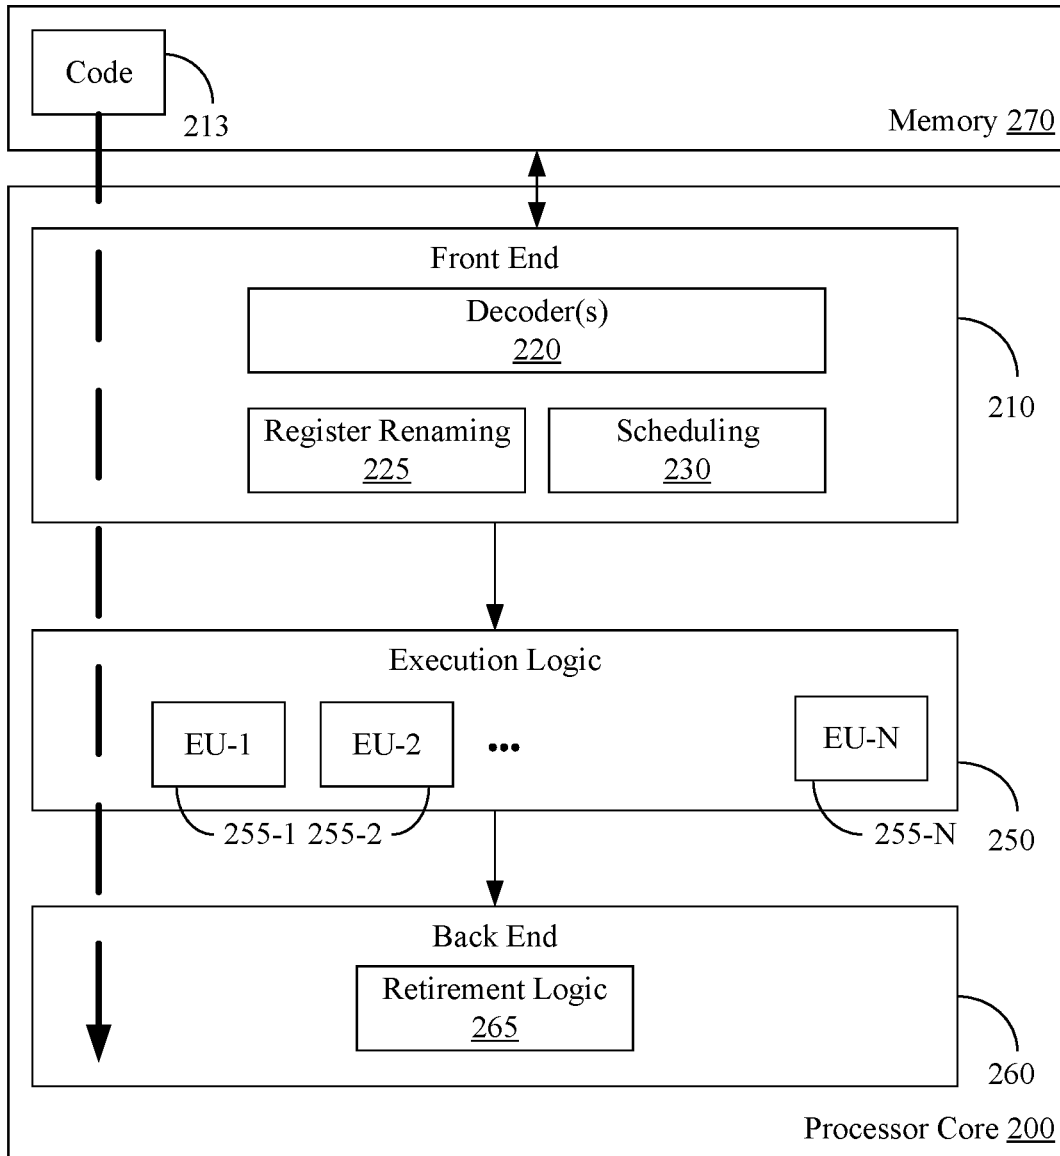 Code
213
Memory 270
Front End
Decoder(s)
220
210
Register Renaming
225
Scheduling
230
Execution Logic
EU-1
EU-2
...
EU-N
255-1 255-2
255-N
250
Back End
Retirement Logic
265
260
Processor Core 200